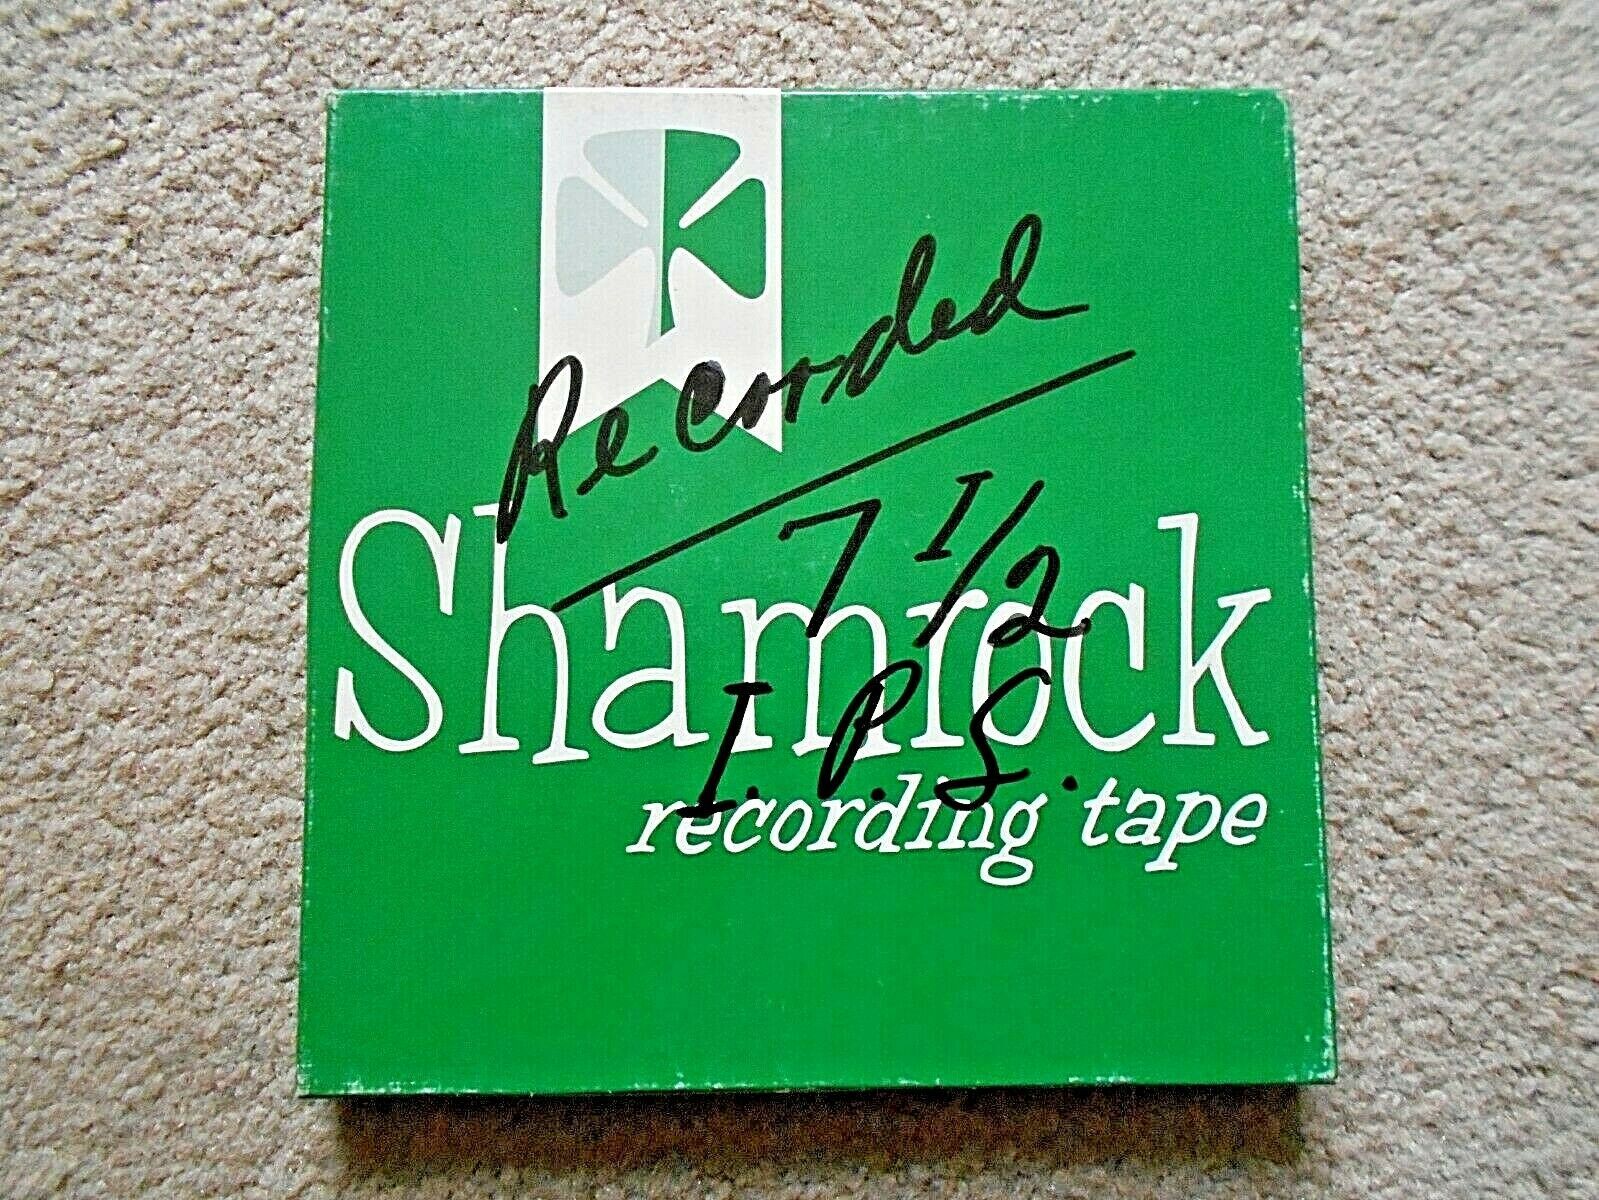 Recorded
7 1/2
Shamrock
I.P.S.
recording tape